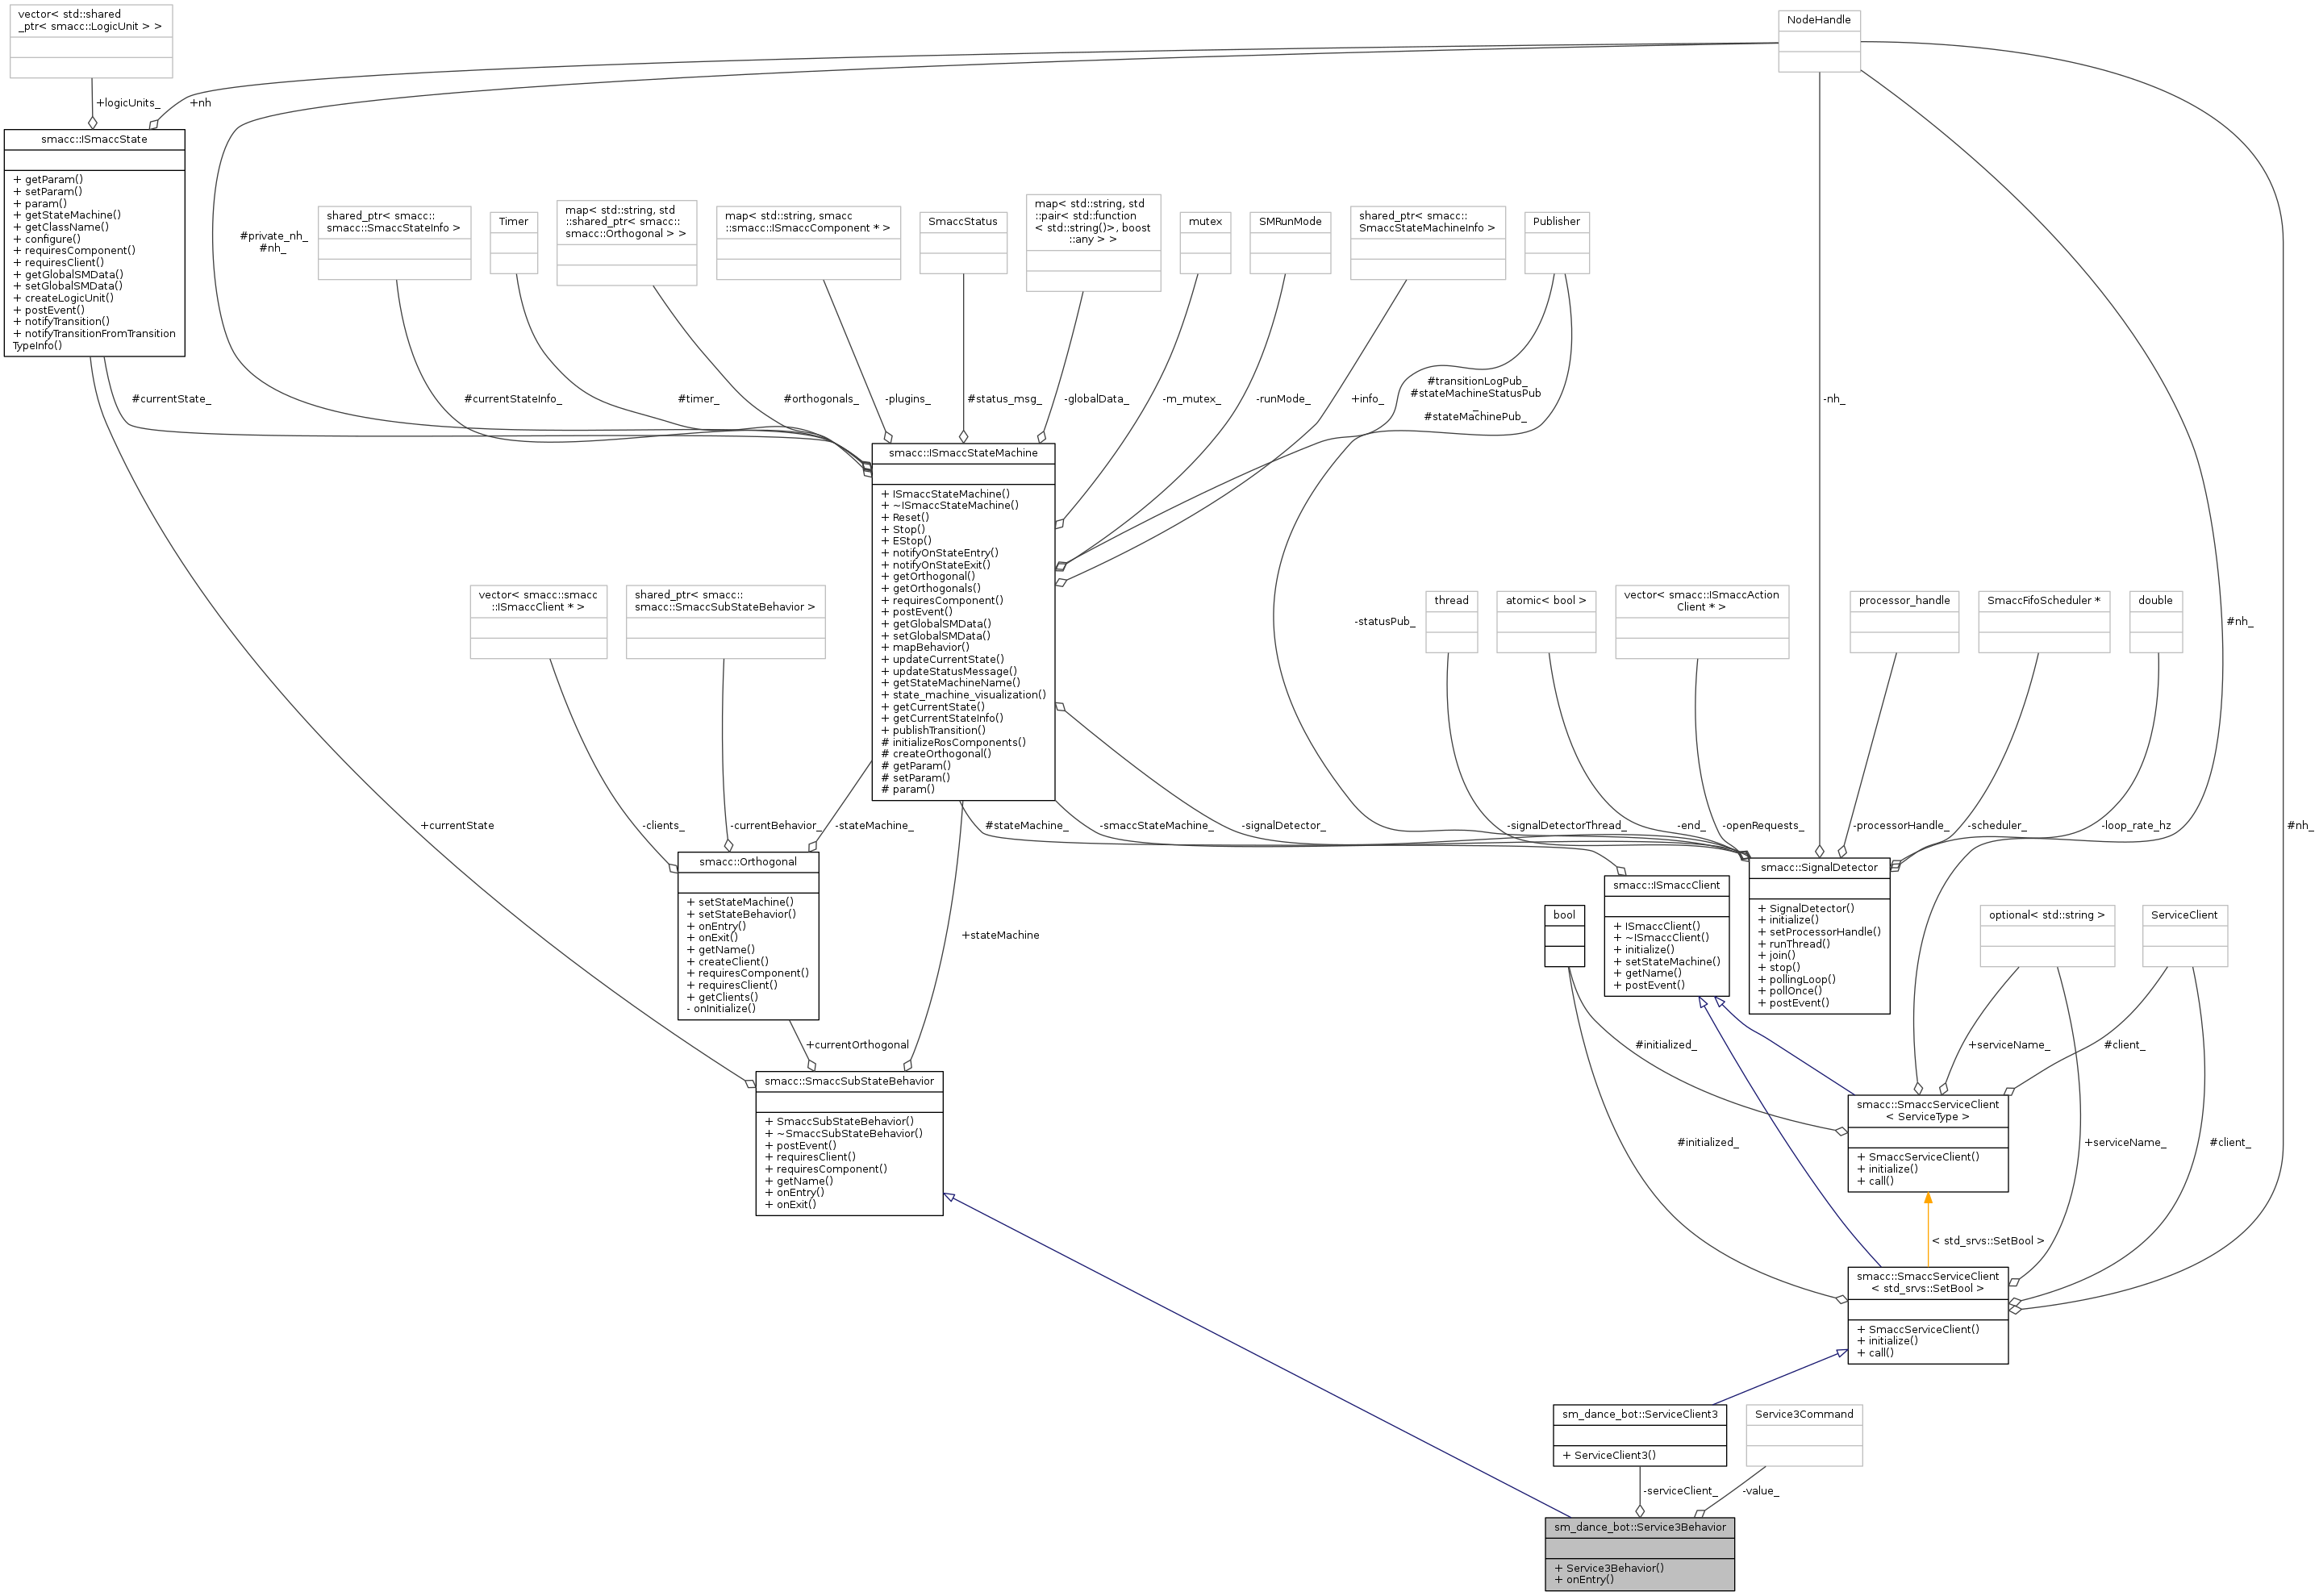 vector< std::shared
_ptr< smacc::LogicUnit > >
NodeHandle
+logicUnits_
+nh
smacc::ISmaccState
+ getParam()
+ setParam()
+ param()
+ getStateMachine()
+ getClassName()
+ configure()
+ requiresComponent()
+ requiresClient()
+ getGlobalSMData()
+ setGlobalSMData()
+ createLogicUnit()
+ postEvent()
+ notifyTransition()
+ notifyTransitionFromTransition
TypeInfo()
#private_nh_
#nh_
shared_ptr< smacc::
smacc::SmaccStateInfo >
Timer
map< std::string, std
::shared_ptr< smacc::
smacc::Orthogonal > >
map< std::string, smacc
::smacc::ISmaccComponent * >
SmaccStatus
map< std::string, std
::pair< std::function
< std::string()>, boost
::any > >
mutex
SMRunMode
shared_ptr< smacc::
SmaccStateMachineInfo >
Publisher
#currentState_
#currentStateInfo_
#timer_
#orthogonals_
-plugins_
#status_msg_
-globalData_
-m_mutex_
-runMode_
+info_
#transitionLogPub_
#stateMachineStatusPub
_
#stateMachinePub_
-nh_
smacc::ISmaccStateMachine
+ ISmaccStateMachine()
+ ~ISmaccStateMachine()
+ Reset()
+ Stop()
+ EStop()
+ notifyOnStateEntry()
+ notifyOnStateExit()
+ getOrthogonal()
+ getOrthogonals()
+ requiresComponent()
+ postEvent()
+ getGlobalSMData()
+ setGlobalSMData()
+ mapBehavior()
+ updateCurrentState()
+ updateStatusMessage()
+ getStateMachineName()
+ state_machine_visualization()
+ getCurrentState()
+ getCurrentStateInfo()
+ publishTransition()
# initializeRosComponents()
# createOrthogonal()
# getParam()
# setParam()
# param()
vector< smacc::smacc
::ISmaccClient * >
shared_ptr< smacc::
smacc::SmaccSubStateBehavior >
-statusPub_
thread
atomic< bool >
vector< smacc::ISmaccAction
Client * >
processor_handle
SmaccFifoScheduler *
double
#nh_
+currentState
-clients_
-currentBehavior_
-stateMachine_
#stateMachine_
-smaccStateMachine_
-signalDetector_
-signalDetectorThread_
-end_
-openRequests_
-processorHandle_
-scheduler_
-loop_rate_hz
#nh_
smacc::Orthogonal
+ setStateMachine()
+ setStateBehavior()
+ onEntry()
+ onExit()
+ getName()
+ createClient()
+ requiresComponent()
+ requiresClient()
+ getClients()
- onInitialize()
+stateMachine
bool
smacc::ISmaccClient
+ ISmaccClient()
+ ~ISmaccClient()
+ initialize()
+ setStateMachine()
+ getName()
+ postEvent()
smacc::SignalDetector
+ SignalDetector()
+ initialize()
+ setProcessorHandle()
+ runThread()
+ join()
+ stop()
+ pollingLoop()
+ pollOnce()
+ postEvent()
optional< std::string >
ServiceClient
+currentOrthogonal
#initialized_
+serviceName_
#client_
smacc::SmaccSubStateBehavior
+ SmaccSubStateBehavior()
+ ~SmaccSubStateBehavior()
+ postEvent()
+ requiresClient()
+ requiresComponent()
+ getName()
+ onEntry()
+ onExit()
smacc::SmaccServiceClient
< ServiceType >
+ SmaccServiceClient()
+ initialize()
+ call()
#initialized_
+serviceName_
#client_
< std_srvs::SetBool >
smacc::SmaccServiceClient
< std_srvs::SetBool >
+ SmaccServiceClient()
+ initialize()
+ call()
sm_dance_bot::ServiceClient3
+ ServiceClient3()
Service3Command
-serviceClient_
-value_
sm_dance_bot::Service3Behavior
+ Service3Behavior()
+ onEntry()